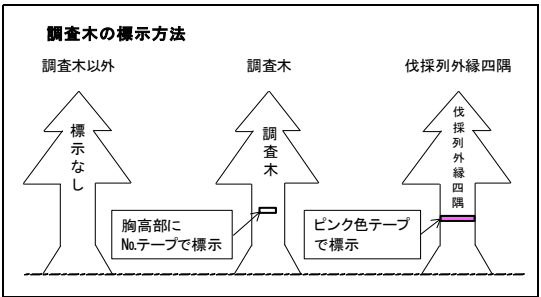 調査木の標示方法
調査木以外
調査木
伐採列外縁四隅
標示なし
調査木
伐採列外縁四隅
胸高部に
№テープで標示
ピンク色テープ
で標示